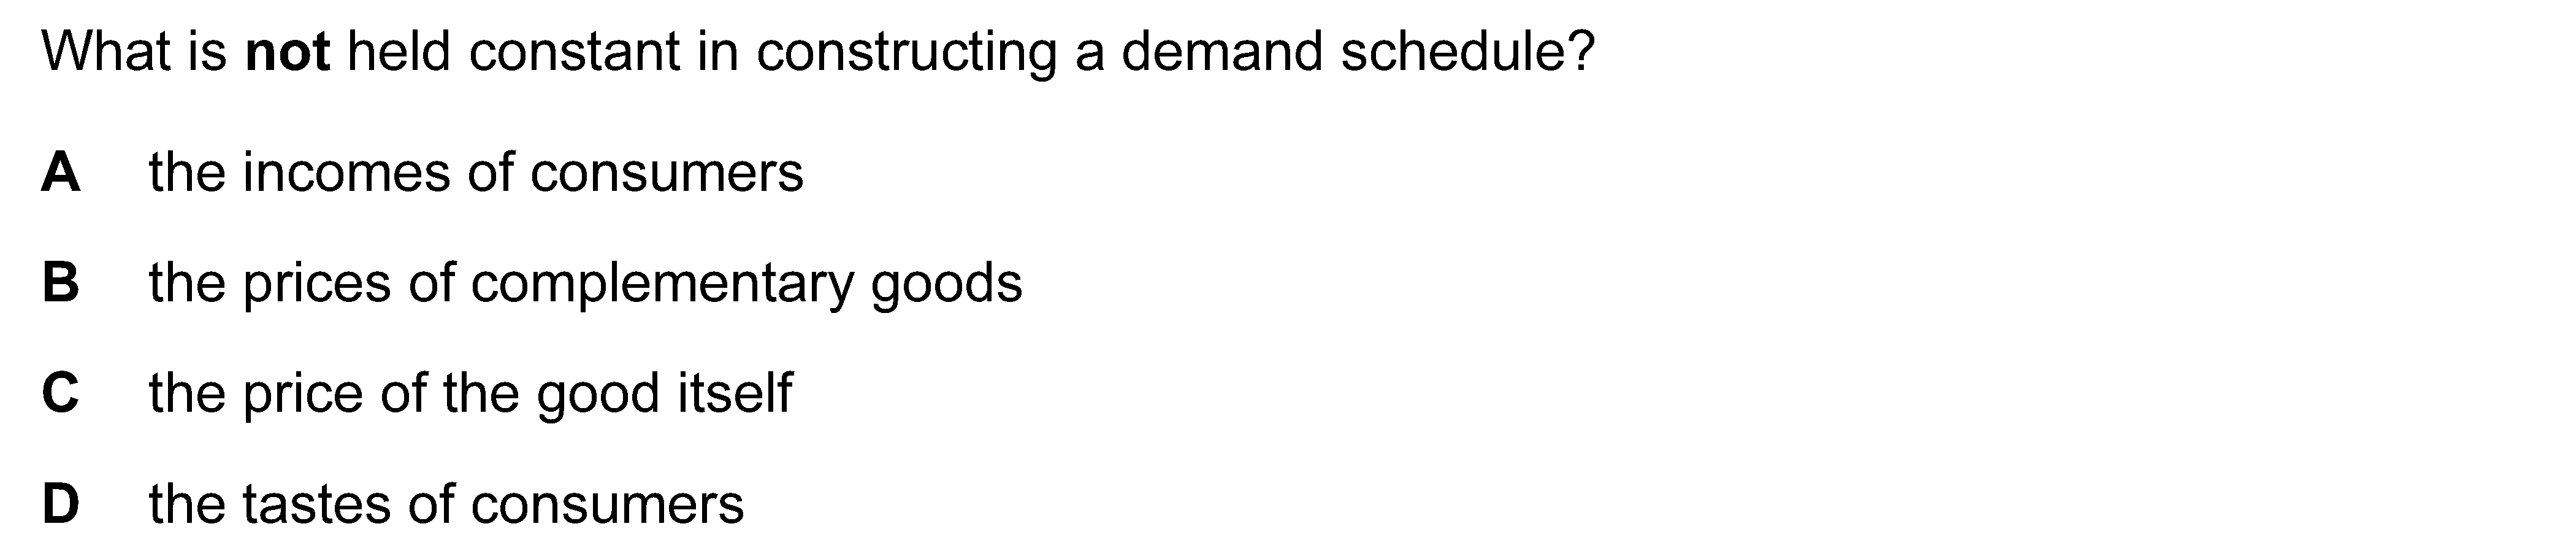 What is not held constant in constructing a demand schedule?
A the incomes of consumers
B the prices of complementary goods
C the price of the good itself
D the tastes of consumers